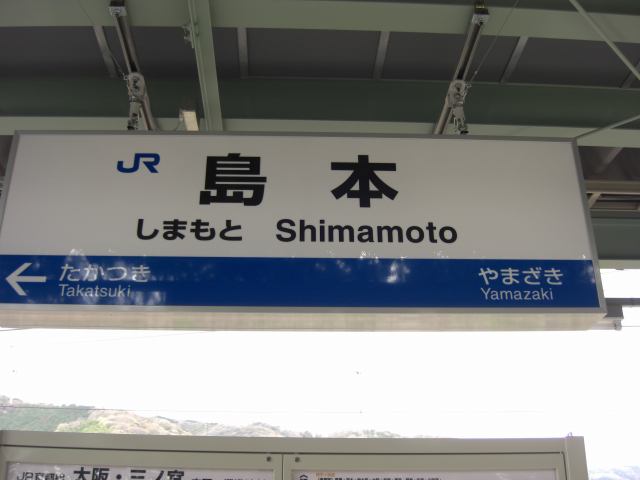 JR 島本
しまもと Shimamoto
← たかつき やまざき
Takatsuki Yamazaki
大阪・三ノ宮